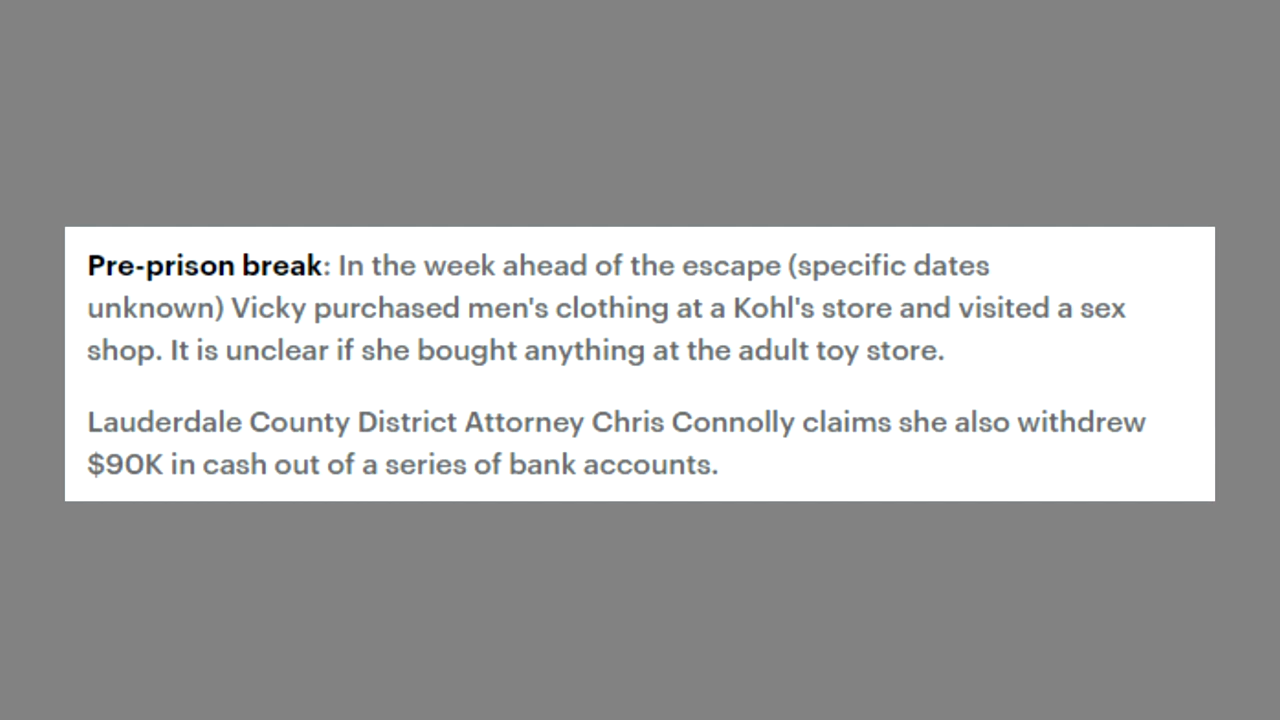 Pre-prison break: In the week ahead of the escape (specific dates
unknown) Vicky purchased men's clothing at a Kohl's store and visited a sex
shop. It is unclear if she bought anything at the adult toy store.
Lauderdale County District Attorney Chris Connolly claims she also withdrew
$90K in cash out of a series of bank accounts.